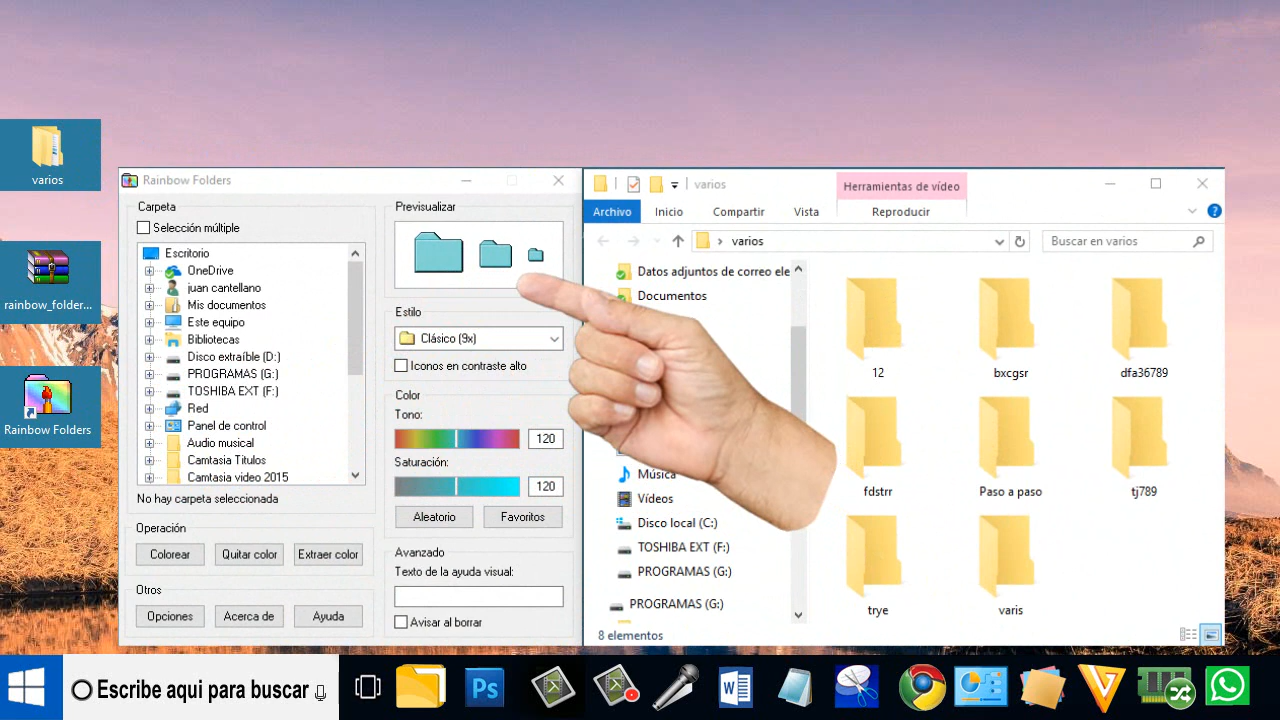 varios
rainbow_folder...
Rainbow Folders
Rainbow Folders
Carpeta
Selección múltiple
Escritorio
OneDrive
juan cantellano
Mis documentos
Este equipo
Bibliotecas
Disco extraíble (D:)
PROGRAMAS (G:)
TOSHIBA EXT (F:)
Red
Panel de control
Audio musical
Camtasia Titulos
Camtasia video 2015
No hay carpeta seleccionada
Operación
Colorear
Quitar color
Extraer color
Otros
Opciones
Acerca de
Ayuda
Previsualizar
Estilo
Clásico (9x)
Iconos en contraste alto
Color
Tono:
120
Saturación:
120
Aleatorio
Favoritos
Avanzado
Texto de la ayuda visual:
Avisar al borrar
varios
Herramientas de vídeo
Archivo
Inicio
Compartir
Vista
Reproducir
varios
Buscar en varios
Datos adjuntos de correo ele
Documentos
Música
Vídeos
Disco local (C:)
TOSHIBA EXT (F:)
PROGRAMAS (G:)
PROGRAMAS (G:)
12
bxcgsr
dfa36789
fdstrr
Paso a paso
tj789
trye
varis
8 elementos
Escribe aqui para buscar
Ps